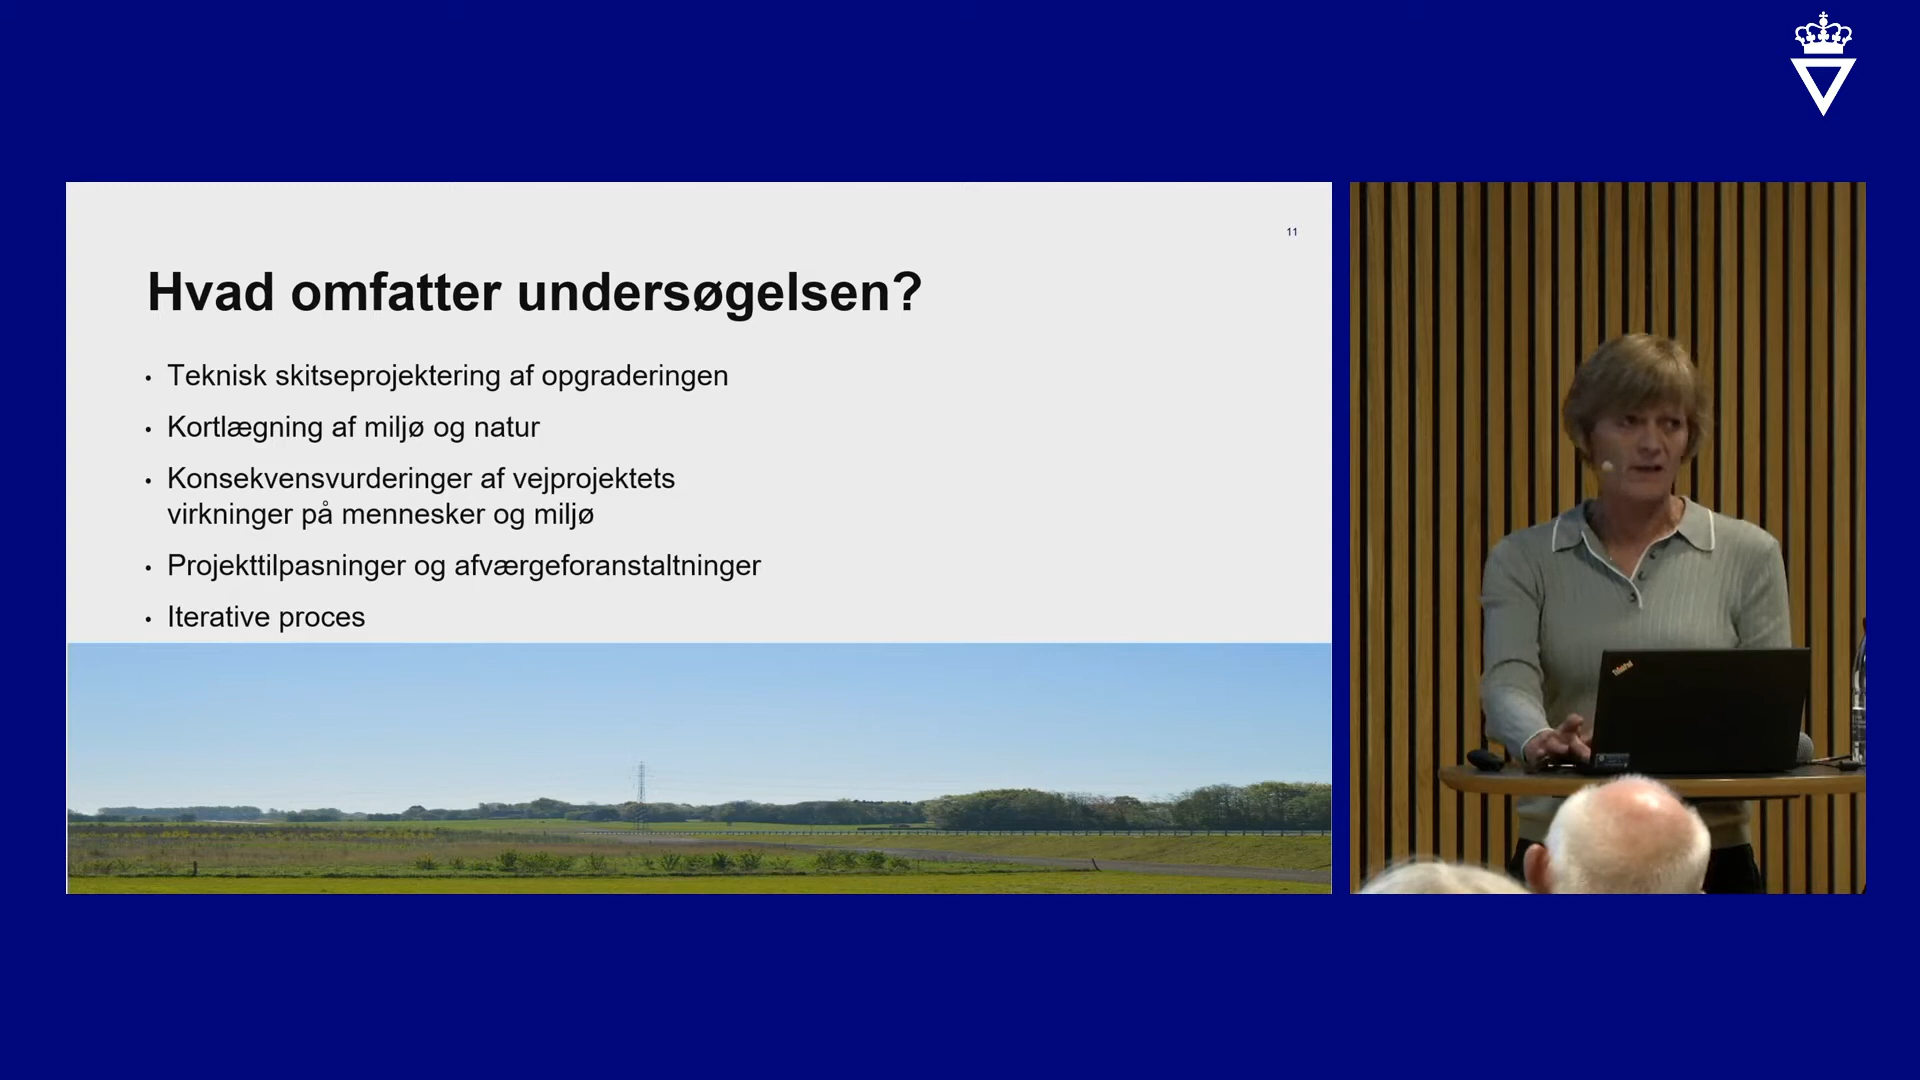 11
Hvad omfatter undersøgelsen?
• Teknisk skitseprojektering af opgraderingen
• Kortlægning af miljø og natur
• Konsekvensvurderinger af vejprojektets
virkninger på mennesker og miljø
• Projekttilpasninger og afværgeforanstaltninger
• Iterative proces
ThinkPad